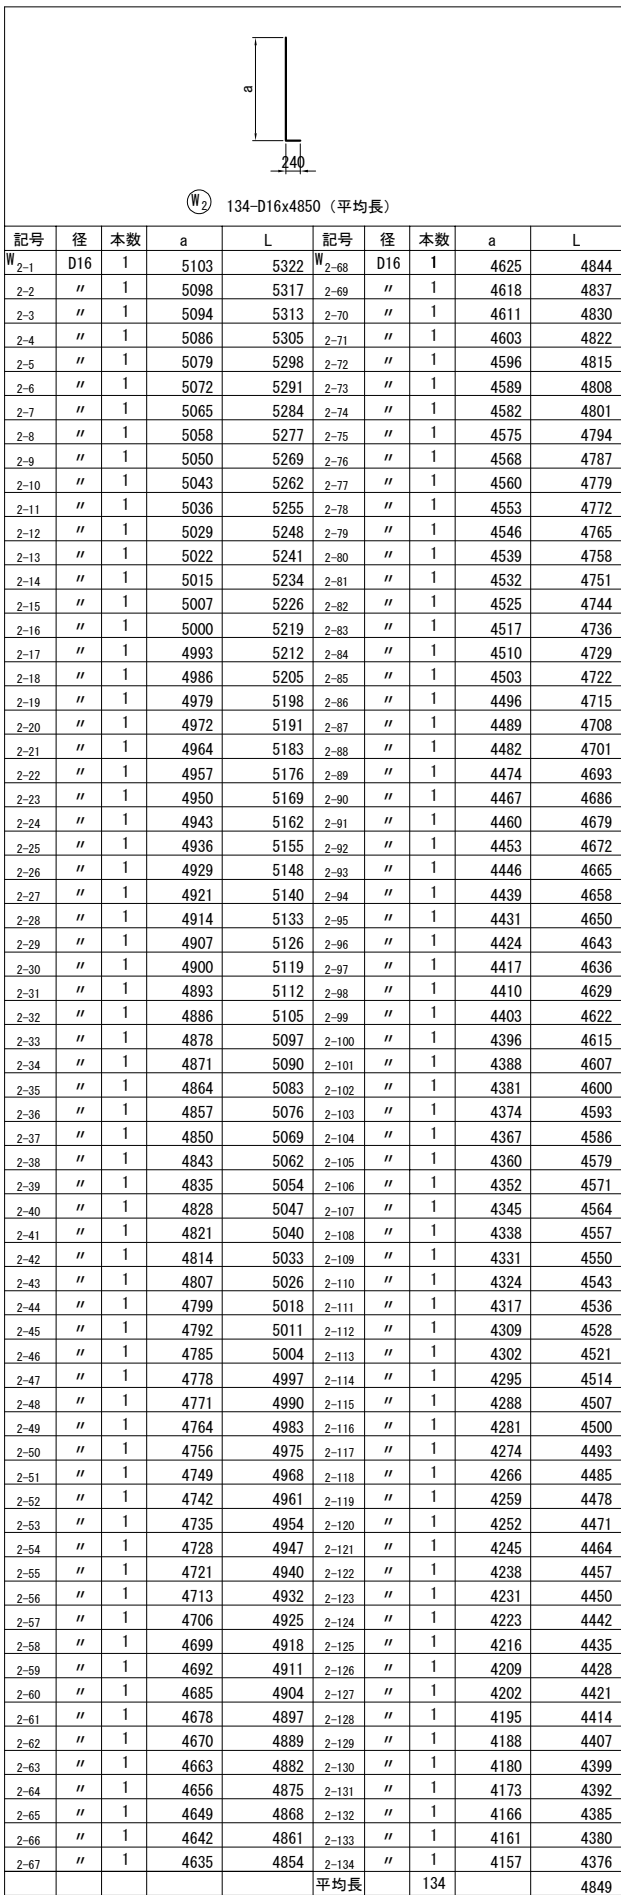 a
240
W2 134-D16x4850 (平均長)
記号 径 本数 a L 記号 径 本数 a L
W2-1 D16 1 5103 5322 W2-68 D16 1 4625 4844
2-2 〃 1 5098 5317 2-69 〃 1 4618 4837
2-3 〃 1 5094 5313 2-70 〃 1 4611 4830
2-4 〃 1 5086 5305 2-71 〃 1 4603 4822
2-5 〃 1 5079 5298 2-72 〃 1 4596 4815
2-6 〃 1 5072 5291 2-73 〃 1 4589 4808
2-7 〃 1 5065 5284 2-74 〃 1 4582 4801
2-8 〃 1 5058 5277 2-75 〃 1 4575 4794
2-9 〃 1 5050 5269 2-76 〃 1 4568 4787
2-10 〃 1 5043 5262 2-77 〃 1 4560 4779
2-11 〃 1 5036 5255 2-78 〃 1 4553 4772
2-12 〃 1 5029 5248 2-79 〃 1 4546 4765
2-13 〃 1 5022 5241 2-80 〃 1 4539 4758
2-14 〃 1 5015 5234 2-81 〃 1 4532 4751
2-15 〃 1 5007 5226 2-82 〃 1 4525 4744
2-16 〃 1 5000 5219 2-83 〃 1 4517 4736
2-17 〃 1 4993 5212 2-84 〃 1 4510 4729
2-18 〃 1 4986 5205 2-85 〃 1 4503 4722
2-19 〃 1 4979 5198 2-86 〃 1 4496 4715
2-20 〃 1 4972 5191 2-87 〃 1 4489 4708
2-21 〃 1 4964 5183 2-88 〃 1 4482 4701
2-22 〃 1 4957 5176 2-89 〃 1 4474 4693
2-23 〃 1 4950 5169 2-90 〃 1 4467 4686
2-24 〃 1 4943 5162 2-91 〃 1 4460 4679
2-25 〃 1 4936 5155 2-92 〃 1 4453 4672
2-26 〃 1 4929 5148 2-93 〃 1 4446 4665
2-27 〃 1 4921 5140 2-94 〃 1 4439 4658
2-28 〃 1 4914 5133 2-95 〃 1 4431 4650
2-29 〃 1 4907 5126 2-96 〃 1 4424 4643
2-30 〃 1 4900 5119 2-97 〃 1 4417 4636
2-31 〃 1 4893 5112 2-98 〃 1 4410 4629
2-32 〃 1 4886 5105 2-99 〃 1 4403 4622
2-33 〃 1 4878 5097 2-100 〃 1 4396 4615
2-34 〃 1 4871 5090 2-101 〃 1 4388 4607
2-35 〃 1 4864 5083 2-102 〃 1 4381 4600
2-36 〃 1 4857 5076 2-103 〃 1 4374 4593
2-37 〃 1 4850 5069 2-104 〃 1 4367 4586
2-38 〃 1 4843 5062 2-105 〃 1 4360 4579
2-39 〃 1 4835 5054 2-106 〃 1 4352 4571
2-40 〃 1 4828 5047 2-107 〃 1 4345 4564
2-41 〃 1 4821 5040 2-108 〃 1 4338 4557
2-42 〃 1 4814 5033 2-109 〃 1 4331 4550
2-43 〃 1 4807 5026 2-110 〃 1 4324 4543
2-44 〃 1 4799 5018 2-111 〃 1 4317 4536
2-45 〃 1 4792 5011 2-112 〃 1 4309 4528
2-46 〃 1 4785 5004 2-113 〃 1 4302 4521
2-47 〃 1 4778 4997 2-114 〃 1 4295 4514
2-48 〃 1 4771 4990 2-115 〃 1 4288 4507
2-49 〃 1 4764 4983 2-116 〃 1 4281 4500
2-50 〃 1 4756 4975 2-117 〃 1 4274 4493
2-51 〃 1 4749 4968 2-118 〃 1 4266 4485
2-52 〃 1 4742 4961 2-119 〃 1 4259 4478
2-53 〃 1 4735 4954 2-120 〃 1 4252 4471
2-54 〃 1 4728 4947 2-121 〃 1 4245 4464
2-55 〃 1 4721 4940 2-122 〃 1 4238 4457
2-56 〃 1 4713 4932 2-123 〃 1 4231 4450
2-57 〃 1 4706 4925 2-124 〃 1 4223 4442
2-58 〃 1 4699 4918 2-125 〃 1 4216 4435
2-59 〃 1 4692 4911 2-126 〃 1 4209 4428
2-60 〃 1 4685 4904 2-127 〃 1 4202 4421
2-61 〃 1 4678 4897 2-128 〃 1 4195 4414
2-62 〃 1 4670 4889 2-129 〃 1 4188 4407
2-63 〃 1 4663 4882 2-130 〃 1 4180 4399
2-64 〃 1 4656 4875 2-131 〃 1 4173 4392
2-65 〃 1 4649 4868 2-132 〃 1 4166 4385
2-66 〃 1 4642 4861 2-133 〃 1 4161 4380
2-67 〃 1 4635 4854 2-134 〃 1 4157 4376
平均長 134 4849